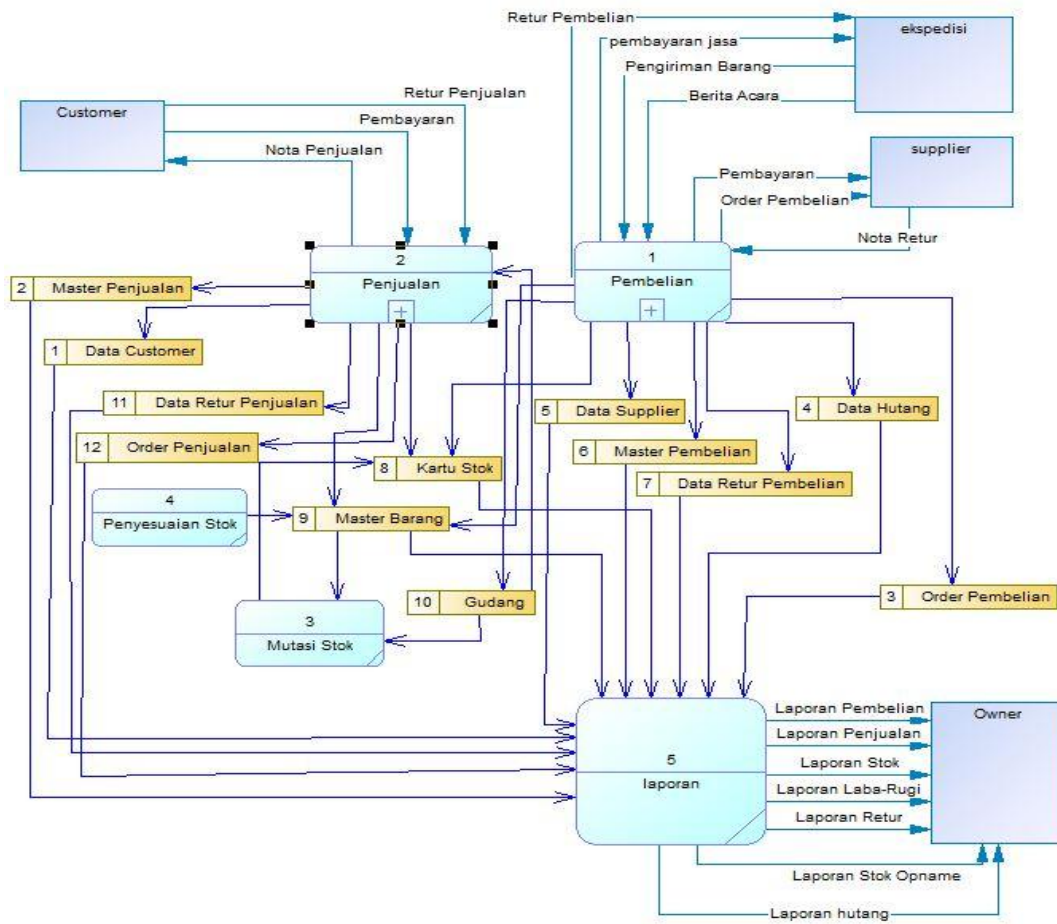 Retur Pembelian
ekspedisi
pembayaran jasa
Pengiriman Barang
Berita Acara
Retur Penjualan
Customer
Pembayaran
Nota Penjualan
supplier
Pembayaran
Order Pembelian
Nota Retur
2
Penjualan
1
Pembelian
2 Master Penjualan
1 Data Customer
11 Data Retur Penjualan
5 Data Supplier
4 Data Hutang
12 Order Penjualan
6 Master Pembelian
8 Kartu Stok
7 Data Retur Pembelian
4
Penyesuaian Stok
9 Master Barang
10 Gudang
3 Order Pembelian
3
Mutasi Stok
Laporan Pembelian
Owner
Laporan Penjualan
5
laporan
Laporan Stok
Laporan Laba-Rugi
Laporan Retur
Laporan Stok Opname
Laporan hutang